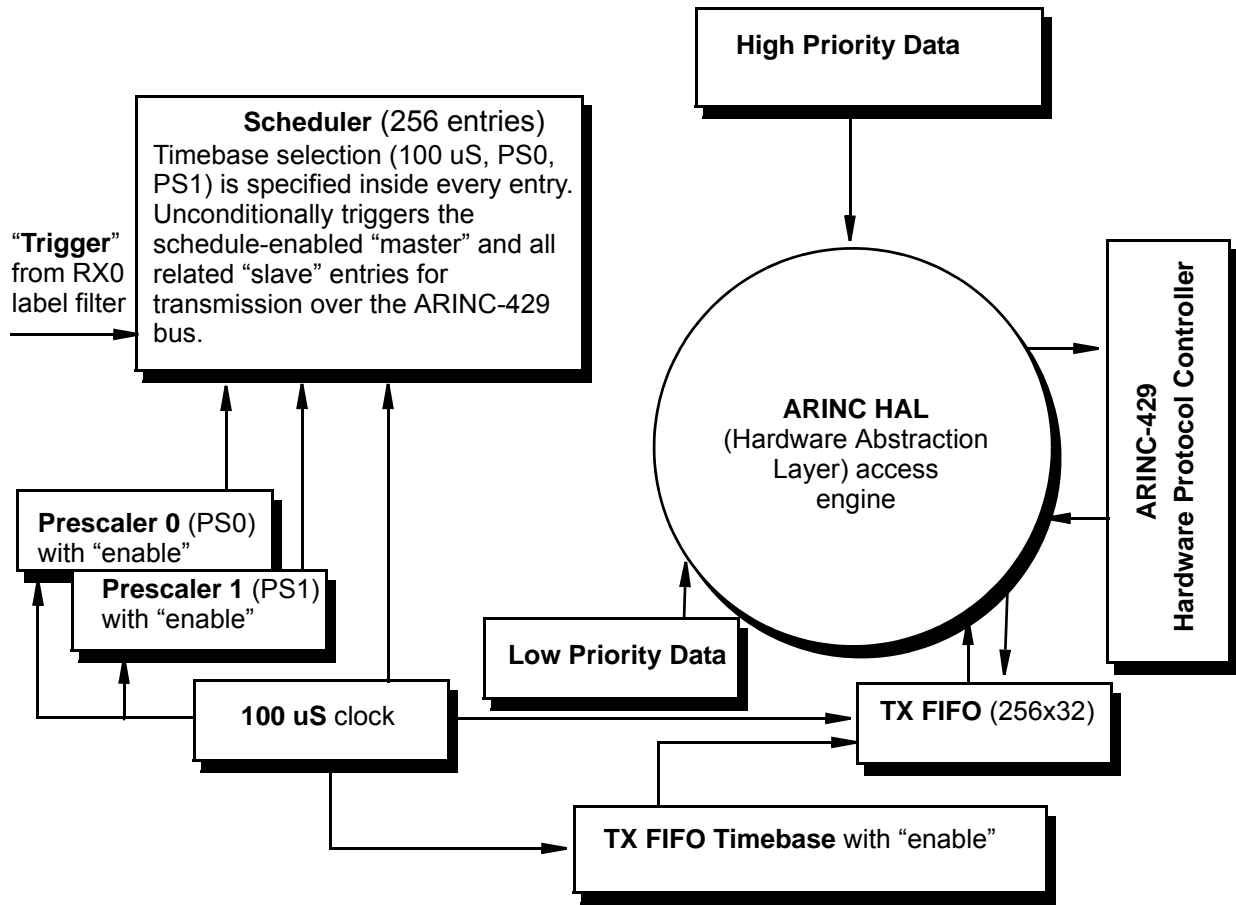 High Priority Data
Scheduler (256 entries)
Timebase selection (100 uS, PS0,
PS1) is specified inside every entry.
Unconditionally triggers the
schedule-enabled “master” and all
related “slave” entries for
transmission over the ARINC-429
bus.
“Trigger”
from RX0
label filter
ARINC-429
Hardware Protocol Controller
ARINC HAL
(Hardware Abstraction
Layer) access
engine
Prescaler 0 (PS0)
with “enable”
Prescaler 1 (PS1)
with “enable”
Low Priority Data
100 uS clock
TX FIFO (256x32)
TX FIFO Timebase with “enable”